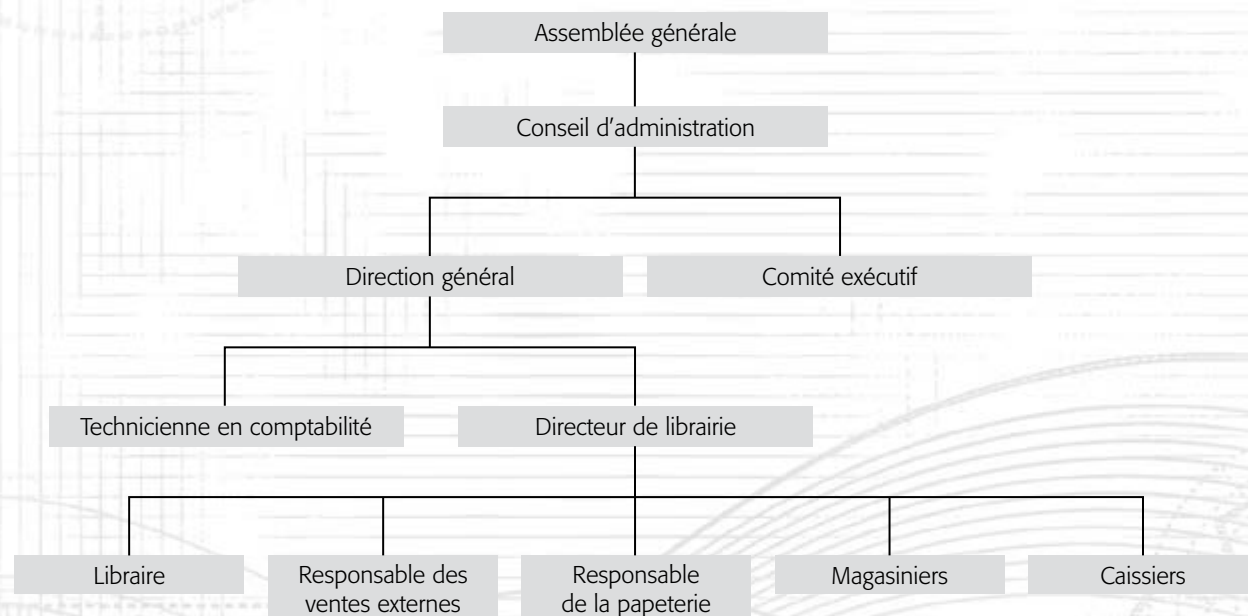 Assemblée générale
Conseil d'administration
Direction général
Comité exécutif
Technicienne en comptabilité
Directeur de librairie
Libraire
Responsable des
ventes externes
Responsable
de la papeterie
Magasiniers
Caissiers